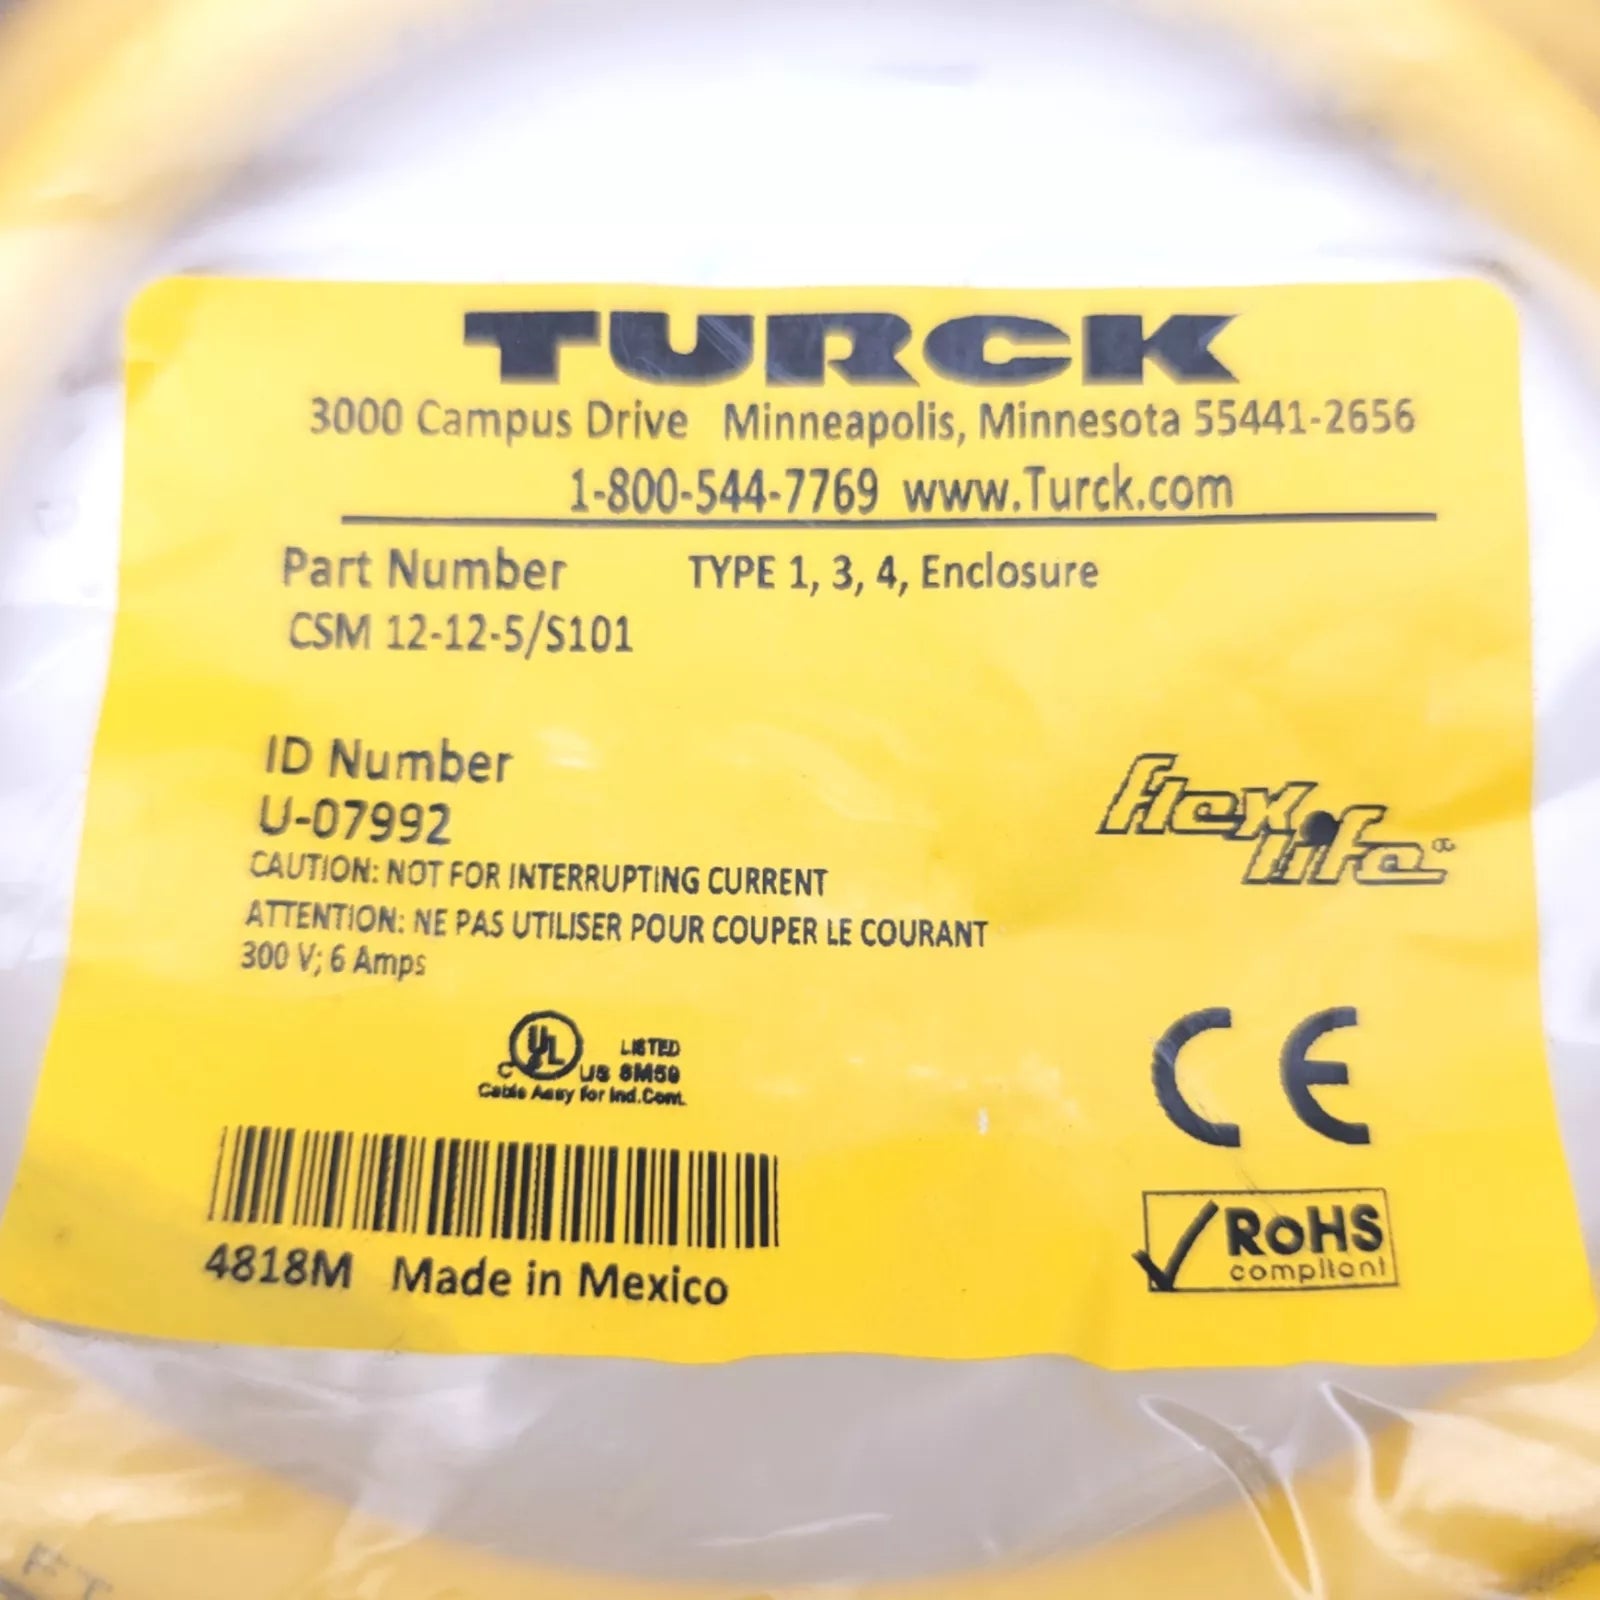 TURCK
3000 Campus Drive Minneapolis, Minnesota 55441-2656
1-800-544-7769 www.Turck.com
Part Number TYPE 1, 3, 4, Enclosure
CSM 12-12-5/S101
ID Number
U-07992
flexlife®
CAUTION: NOT FOR INTERRUPTING CURRENT
ATTENTION: NE PAS UTILISER POUR COUPER LE COURANT
300 V; 6 Amps
C UL US LISTED
8M59
Cable Assy for Ind.Cont.
CE
RoHS
compliant
4818M Made in Mexico